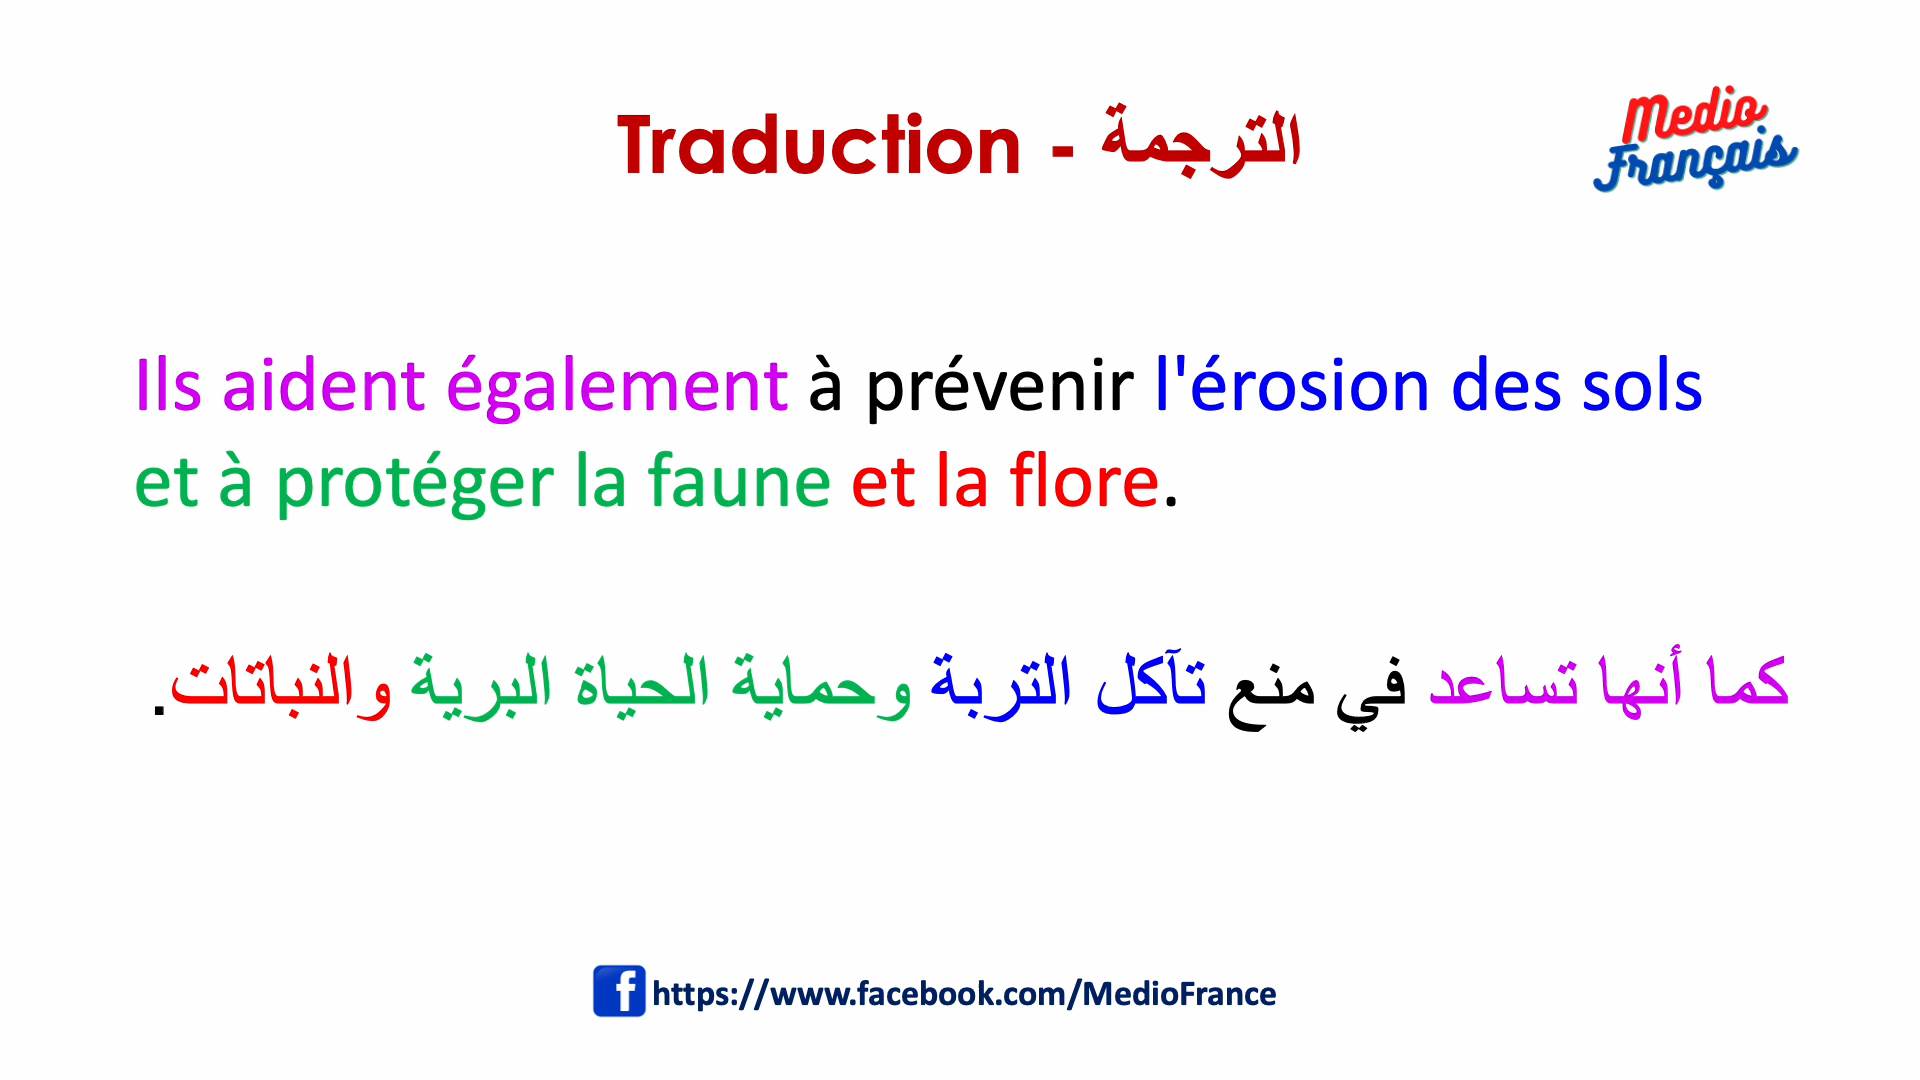 Traduction - الترجمة
Medio
Français
Ils aident également à prévenir l'érosion des sols
et à protéger la faune et la flore.
كما أنها تساعد في منع تآكل التربة وحماية الحياة البرية والنباتات.
https://www.facebook.com/MedioFrance